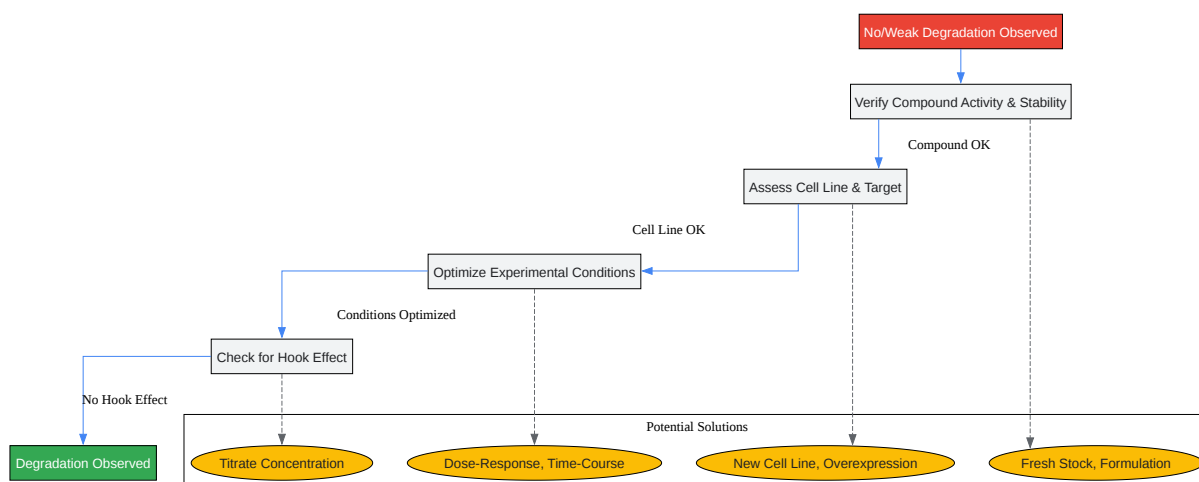 No/Weak Degradation Observed
Verify Compound Activity & Stability
Compound OK
Assess Cell Line & Target
Cell Line OK
Optimize Experimental Conditions
Conditions Optimized
Check for Hook Effect
No Hook Effect
Potential Solutions
Degradation Observed
Titrate Concentration
Dose-Response, Time-Course
New Cell Line, Overexpression
Fresh Stock, Formulation